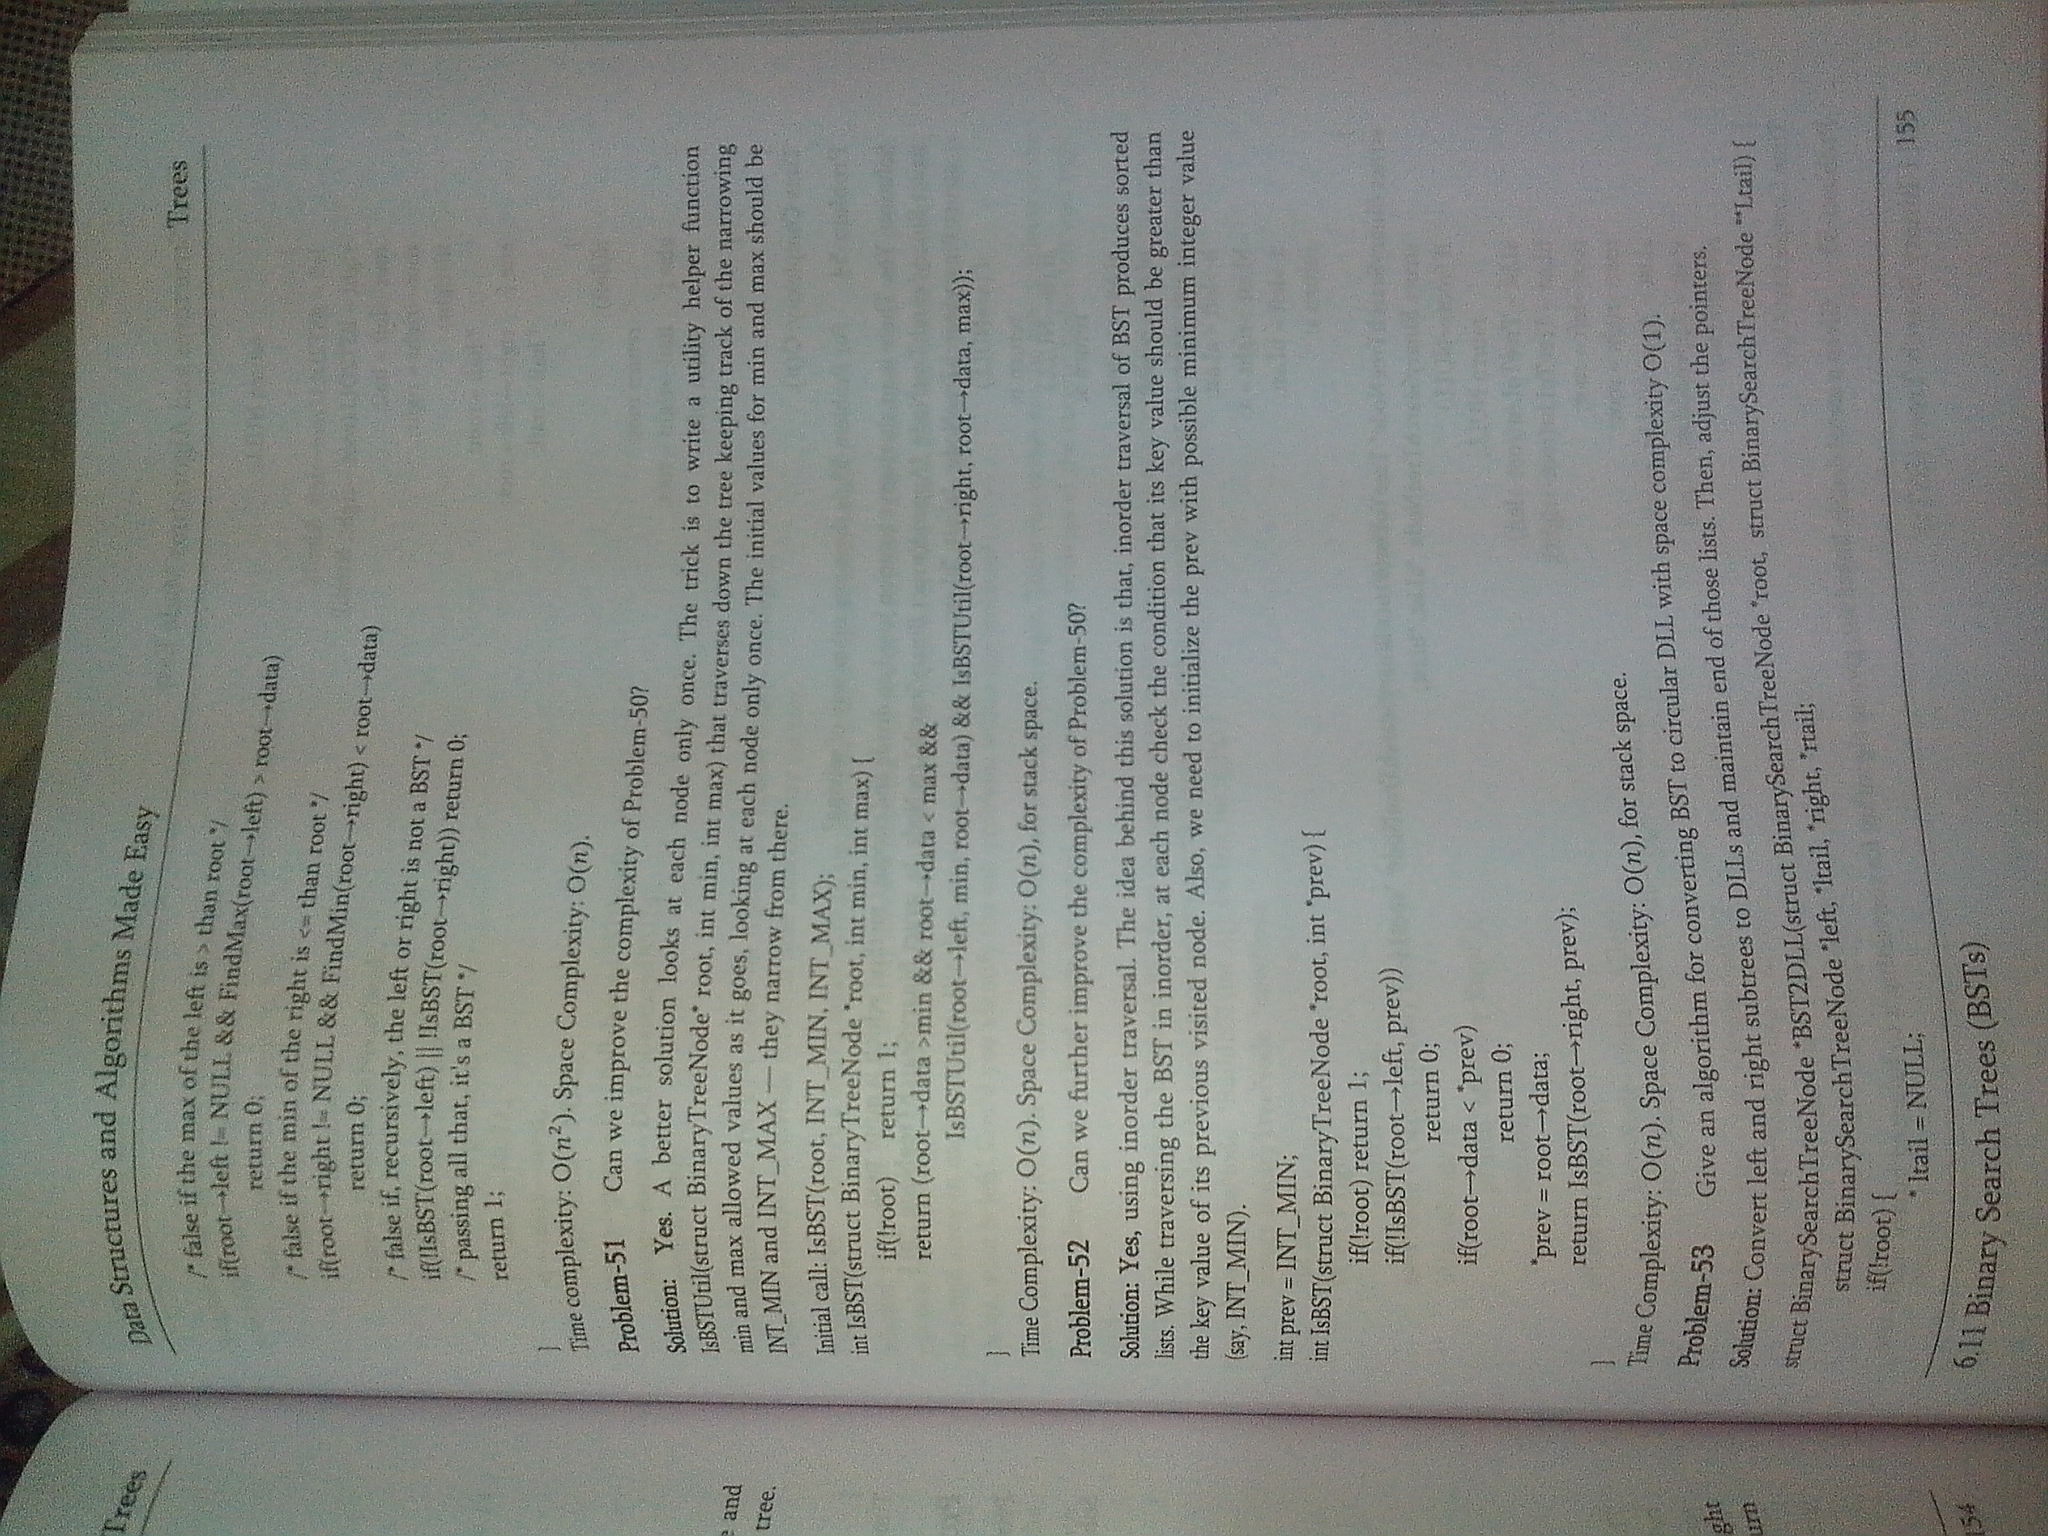 Trees
e and
tree.
ght
urn
154
Data Structures and Algorithms Made Easy
Trees
/* false if the max of the left is > than root */
if(root→left != NULL && FindMax(root→left) > root→data)
return 0;
/* false if the min of the right is <= than root */
if(root→right != NULL && FindMin(root→right) < root→data)
return 0;
/* false if, recursively, the left or right is not a BST */
if(!IsBST(root→left) || !IsBST(root→right)) return 0;
/* passing all that, it's a BST */
return 1;
}
Time complexity: O(n²). Space Complexity: O(n).
Problem-51 Can we improve the complexity of Problem-50?
Solution: Yes. A better solution looks at each node only once. The trick is to write a utility helper function
IsBSTUtil(struct BinaryTreeNode* root, int min, int max) that traverses down the tree keeping track of the narrowing
min and max allowed values as it goes, looking at each node only once. The initial values for min and max should be
INT_MIN and INT_MAX — they narrow from there.
Initial call: IsBST(root, INT_MIN, INT_MAX);
int IsBST(struct BinaryTreeNode *root, int min, int max) {
if(!root) return 1;
return (root→data >min && root→data < max &&
IsBSTUtil(root→left, min, root→data) && IsBSTUtil(root→right, root→data, max));
}
Time Complexity: O(n). Space Complexity: O(n), for stack space.
Problem-52 Can we further improve the complexity of Problem-50?
Solution: Yes, using inorder traversal. The idea behind this solution is that, inorder traversal of BST produces sorted
lists. While traversing the BST in inorder, at each node check the condition that its key value should be greater than
the key value of its previous visited node. Also, we need to initialize the prev with possible minimum integer value
(say, INT_MIN).
int prev = INT_MIN;
int IsBST(struct BinaryTreeNode *root, int *prev) {
if(!root) return 1;
if(!IsBST(root→left, prev))
return 0;
if(root→data < *prev)
return 0;
*prev = root→data;
return IsBST(root→right, prev);
}
Time Complexity: O(n). Space Complexity: O(n), for stack space.
Problem-53 Give an algorithm for converting BST to circular DLL with space complexity O(1).
Solution: Convert left and right subtrees to DLLs and maintain end of those lists. Then, adjust the pointers.
struct BinarySearchTreeNode *BST2DLL(struct BinarySearchTreeNode *root, struct BinarySearchTreeNode **Ltail) {
struct BinarySearchTreeNode *left, *ltail, *right, *rtail;
if(!root) {
* ltail = NULL;
6.11 Binary Search Trees (BSTs)
155